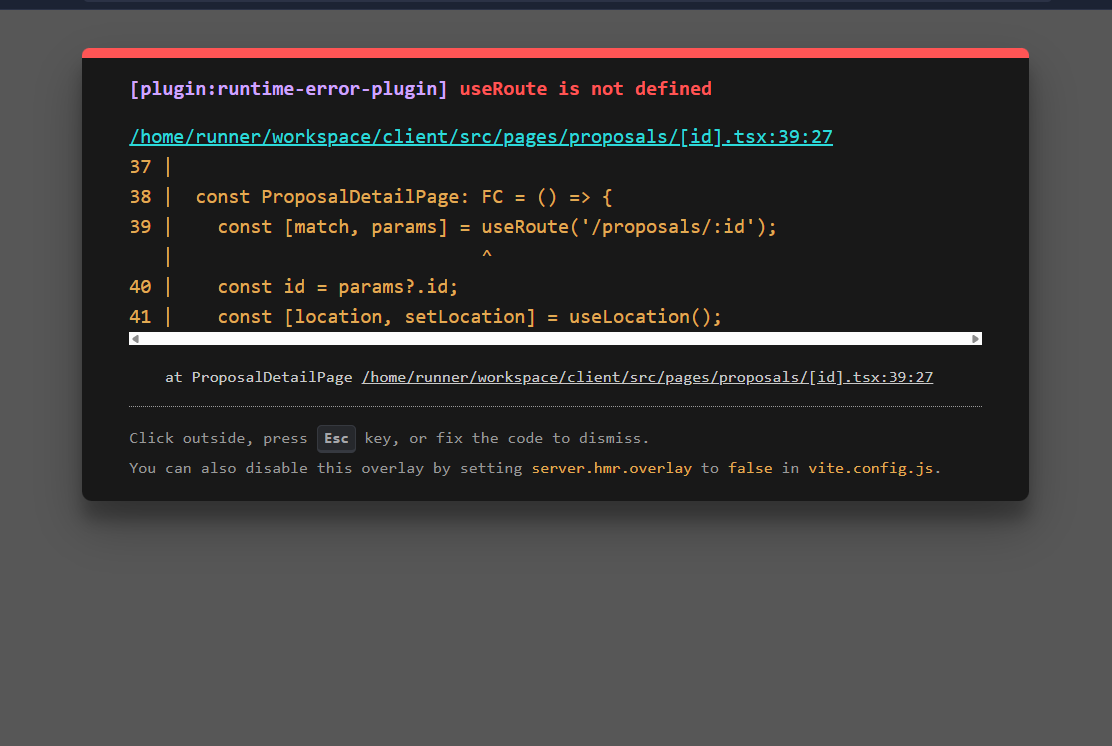 [plugin:runtime-error-plugin] useRoute is not defined
/home/runner/workspace/client/src/pages/proposals/[id].tsx:39:27
37 |
38 |  const ProposalDetailPage: FC = () => {
39 |    const [match, params] = useRoute('/proposals/:id');
   |                            ^
40 |    const id = params?.id;
41 |    const [location, setLocation] = useLocation();
at ProposalDetailPage /home/runner/workspace/client/src/pages/proposals/[id].tsx:39:27
Click outside, press Esc key, or fix the code to dismiss.
You can also disable this overlay by setting server.hmr.overlay to false in vite.config.js.